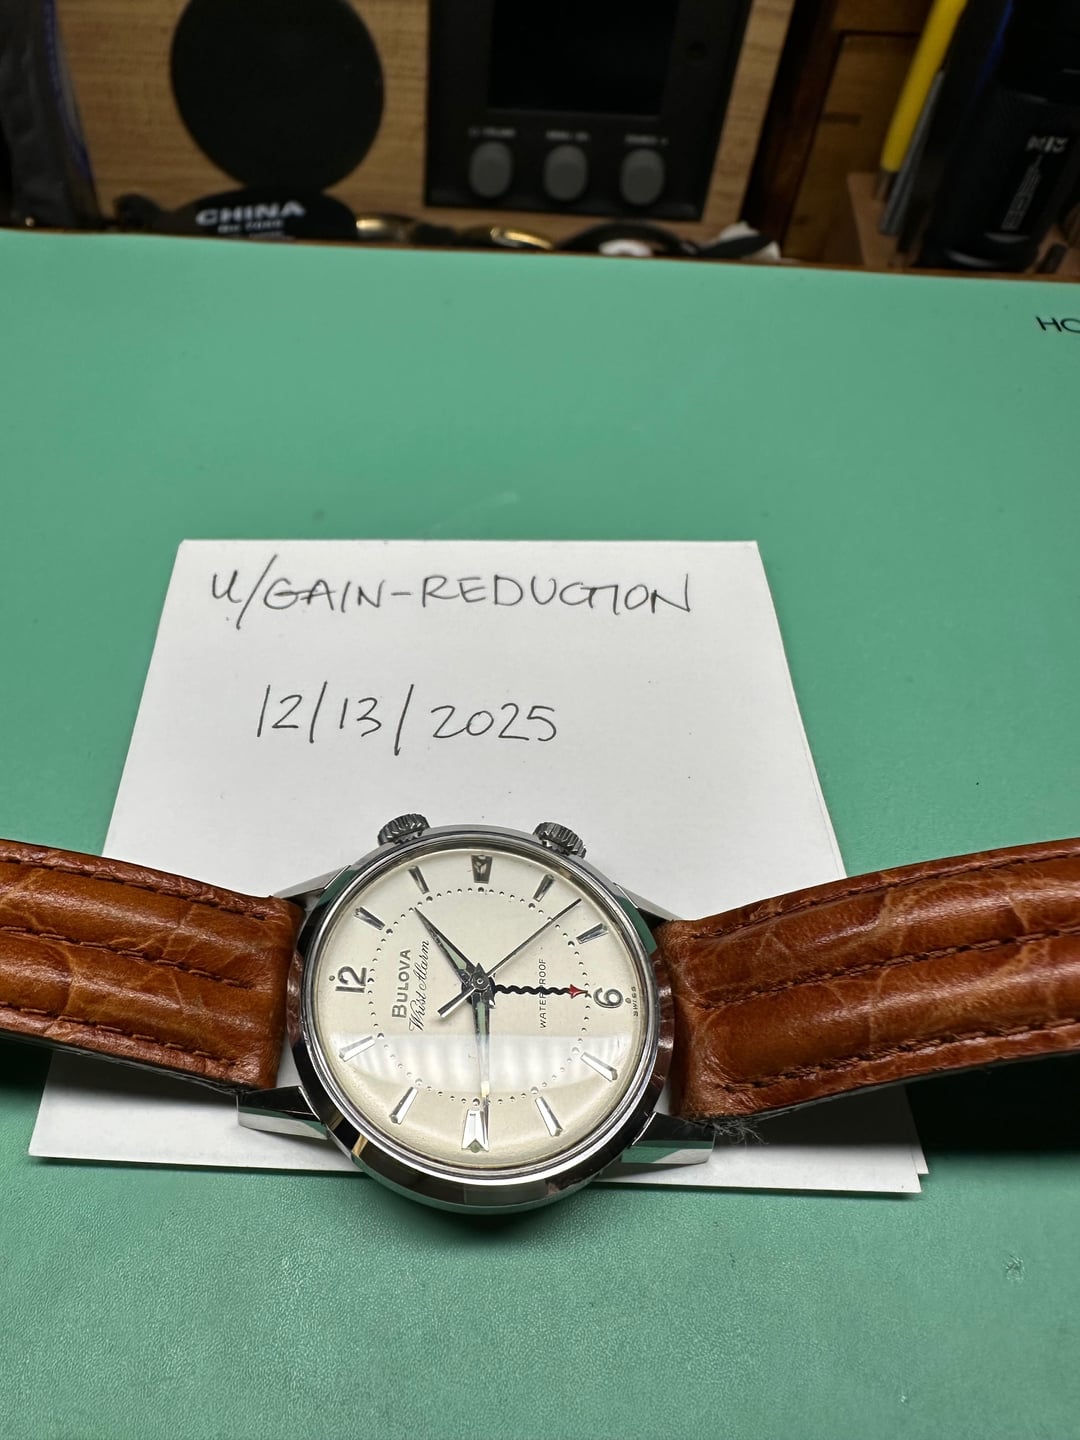 CHINA
HO
U/GAIN-REDUCTION
12/13/2025
12
BULOVA
Wrist Alarm
WATERPROOF
6
SWISS